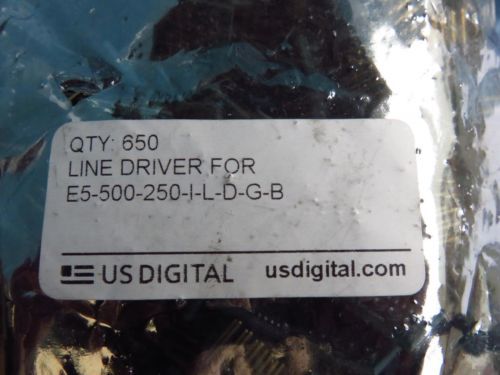 QTY: 650
LINE DRIVER FOR
E5-500-250-I-L-D-G-B
US DIGITAL usdigital.com